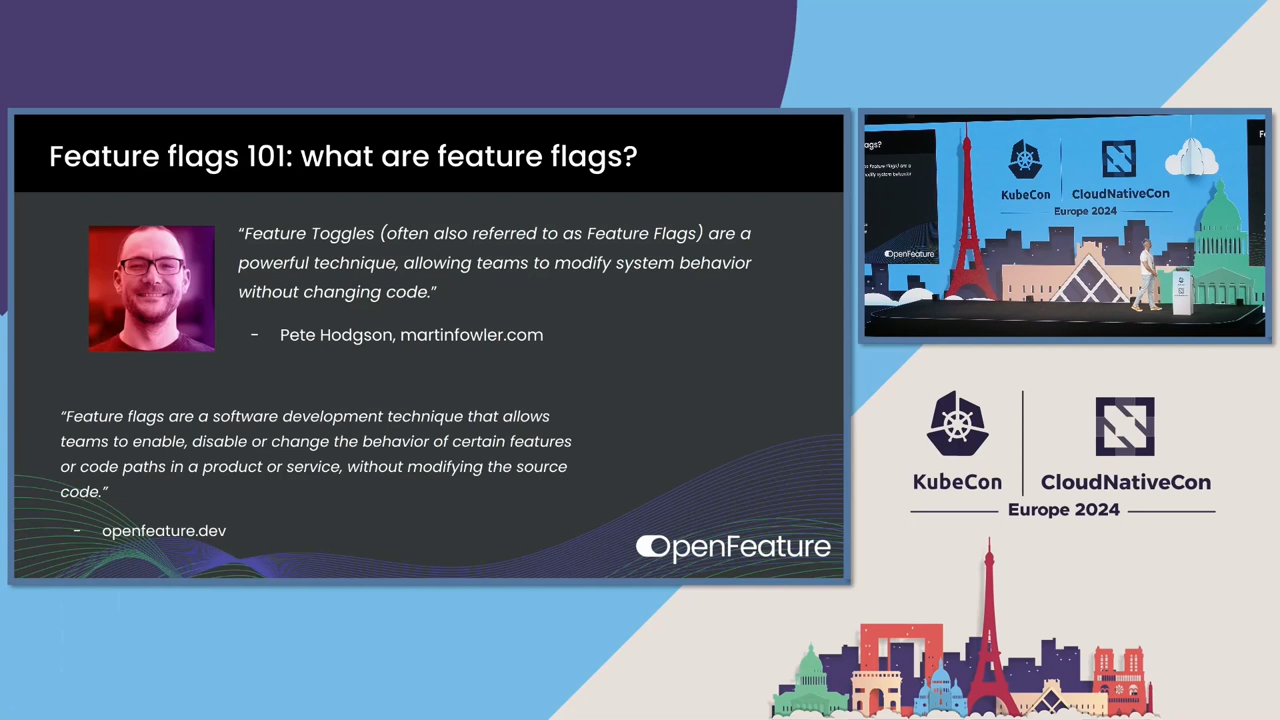 Feature flags 101: what are feature flags?
“Feature Toggles (often also referred to as Feature Flags) are a
powerful technique, allowing teams to modify system behavior
without changing code.”
- Pete Hodgson, martinfowler.com
“Feature flags are a software development technique that allows
teams to enable, disable or change the behavior of certain features
or code paths in a product or service, without modifying the source
code.”
- openfeature.dev
OpenFeature
KubeCon
CloudNativeCon
Europe 2024
OpenFeature
KubeCon
CloudNativeCon
Europe 2024